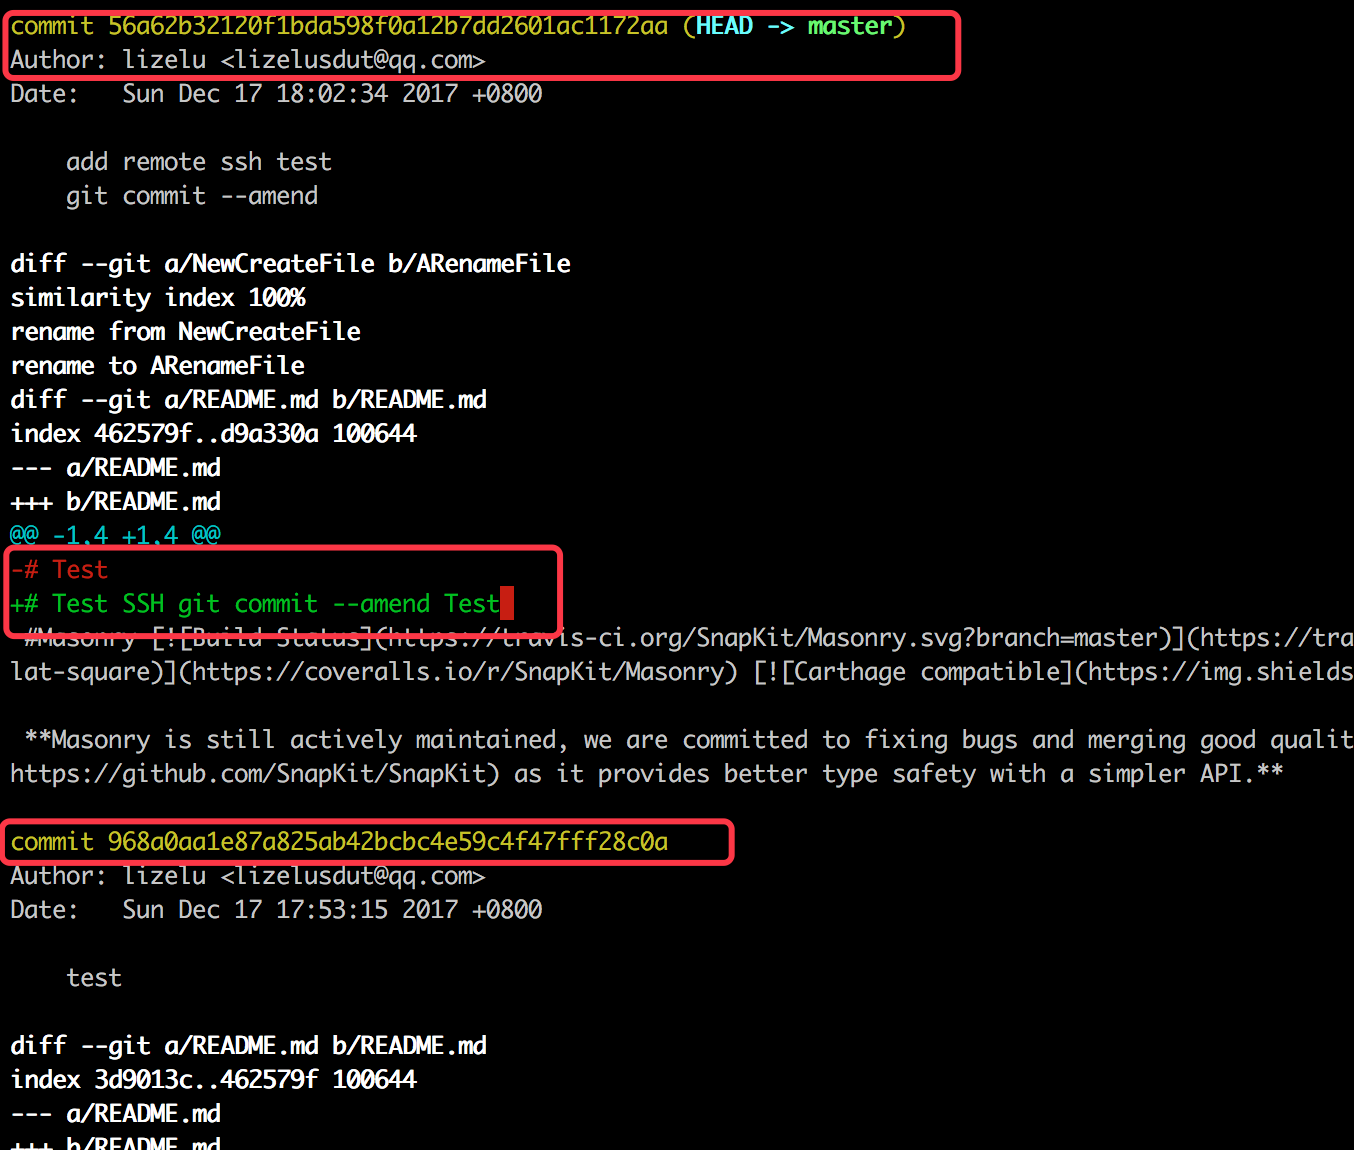 commit 56a62b32120f1bda598f0a12b7dd2601ac1172aa (HEAD -> master)
Author: lizelu <lizelusdut@qq.com>
Date:   Sun Dec 17 18:02:34 2017 +0800
    add remote ssh test
    git commit --amend
diff --git a/NewCreateFile b/ARenameFile
similarity index 100%
rename from NewCreateFile
rename to ARenameFile
diff --git a/README.md b/README.md
index 462579f..d9a330a 100644
--- a/README.md
+++ b/README.md
@@ -1,4 +1,4 @@
-# Test
+# Test SSH git commit --amend Test
 #Masonry [![Build Status](https://travis-ci.org/SnapKit/Masonry.svg?branch=master)](https://tra
lat-square)](https://coveralls.io/r/SnapKit/Masonry) [![Carthage compatible](https://img.shields
 **Masonry is still actively maintained, we are committed to fixing bugs and merging good qualit
https://github.com/SnapKit/SnapKit) as it provides better type safety with a simpler API.**
commit 968a0aa1e87a825ab42bcbc4e59c4f47fff28c0a
Author: lizelu <lizelusdut@qq.com>
Date:   Sun Dec 17 17:53:15 2017 +0800
    test
diff --git a/README.md b/README.md
index 3d9013c..462579f 100644
--- a/README.md
+++ b/README.md